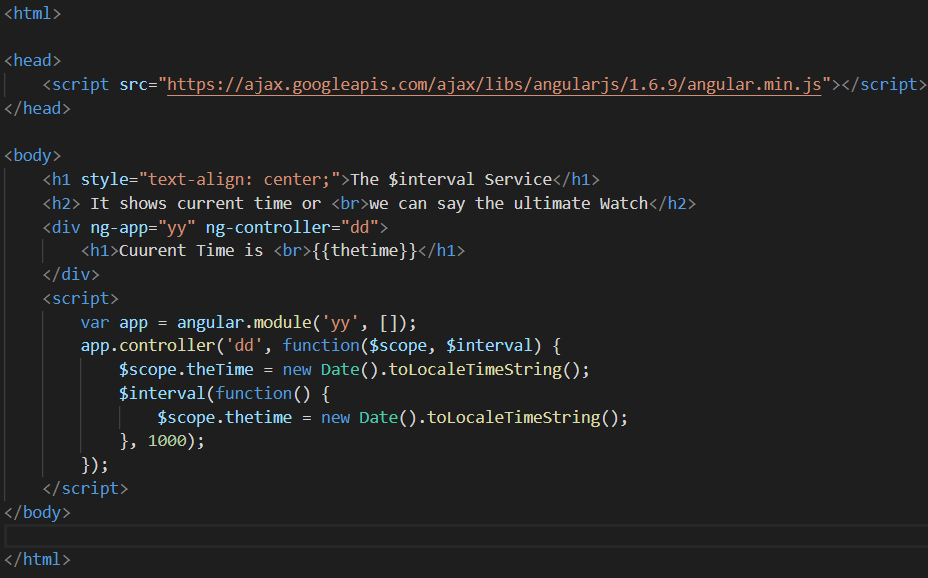 <html>
<head>
<script src="https://ajax.googleapis.com/ajax/libs/angularjs/1.6.9/angular.min.js"></script>
</head>
<body>
<h1 style="text-align: center;">The $interval Service</h1>
<h2> It shows current time or <br>we can say the ultimate Watch</h2>
<div ng-app="yy" ng-controller="dd">
<h1>Cuurent Time is <br>{{thetime}}</h1>
</div>
<script>
var app = angular.module('yy', []);
app.controller('dd', function($scope, $interval) {
$scope.theTime = new Date().toLocaleTimeString();
$interval(function() {
$scope.thetime = new Date().toLocaleTimeString();
}, 1000);
});
</script>
</body>
</html>